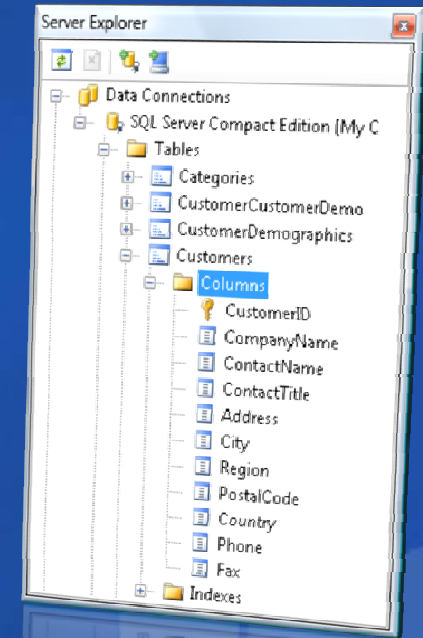 Server Explorer
Data Connections
SQL Server Compact Edition [My C
Tables
Categories
CustomerCustomerDemo
CustomerDemographics
Customers
Columns
CustomerID
CompanyName
ContactName
ContactTitle
Address
City
Region
PostalCode
Country
Phone
Fax
Indexes